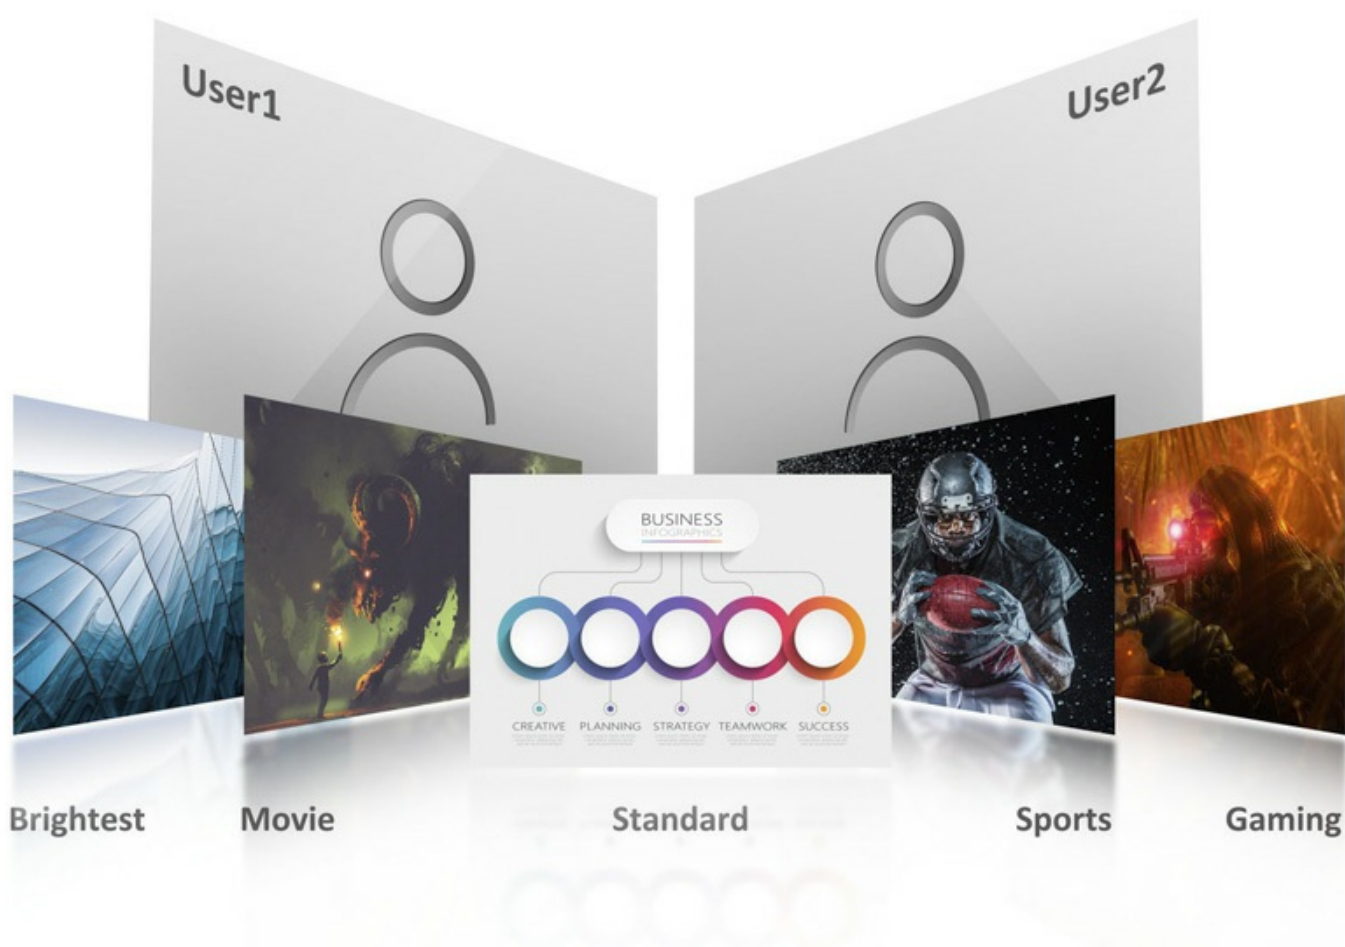 User1
User2
BUSINESS
INFOGRAPHICS
CREATIVE PLANNING STRATEGY TEAMWORK SUCCESS
Brightest Movie Standard Sports Gaming